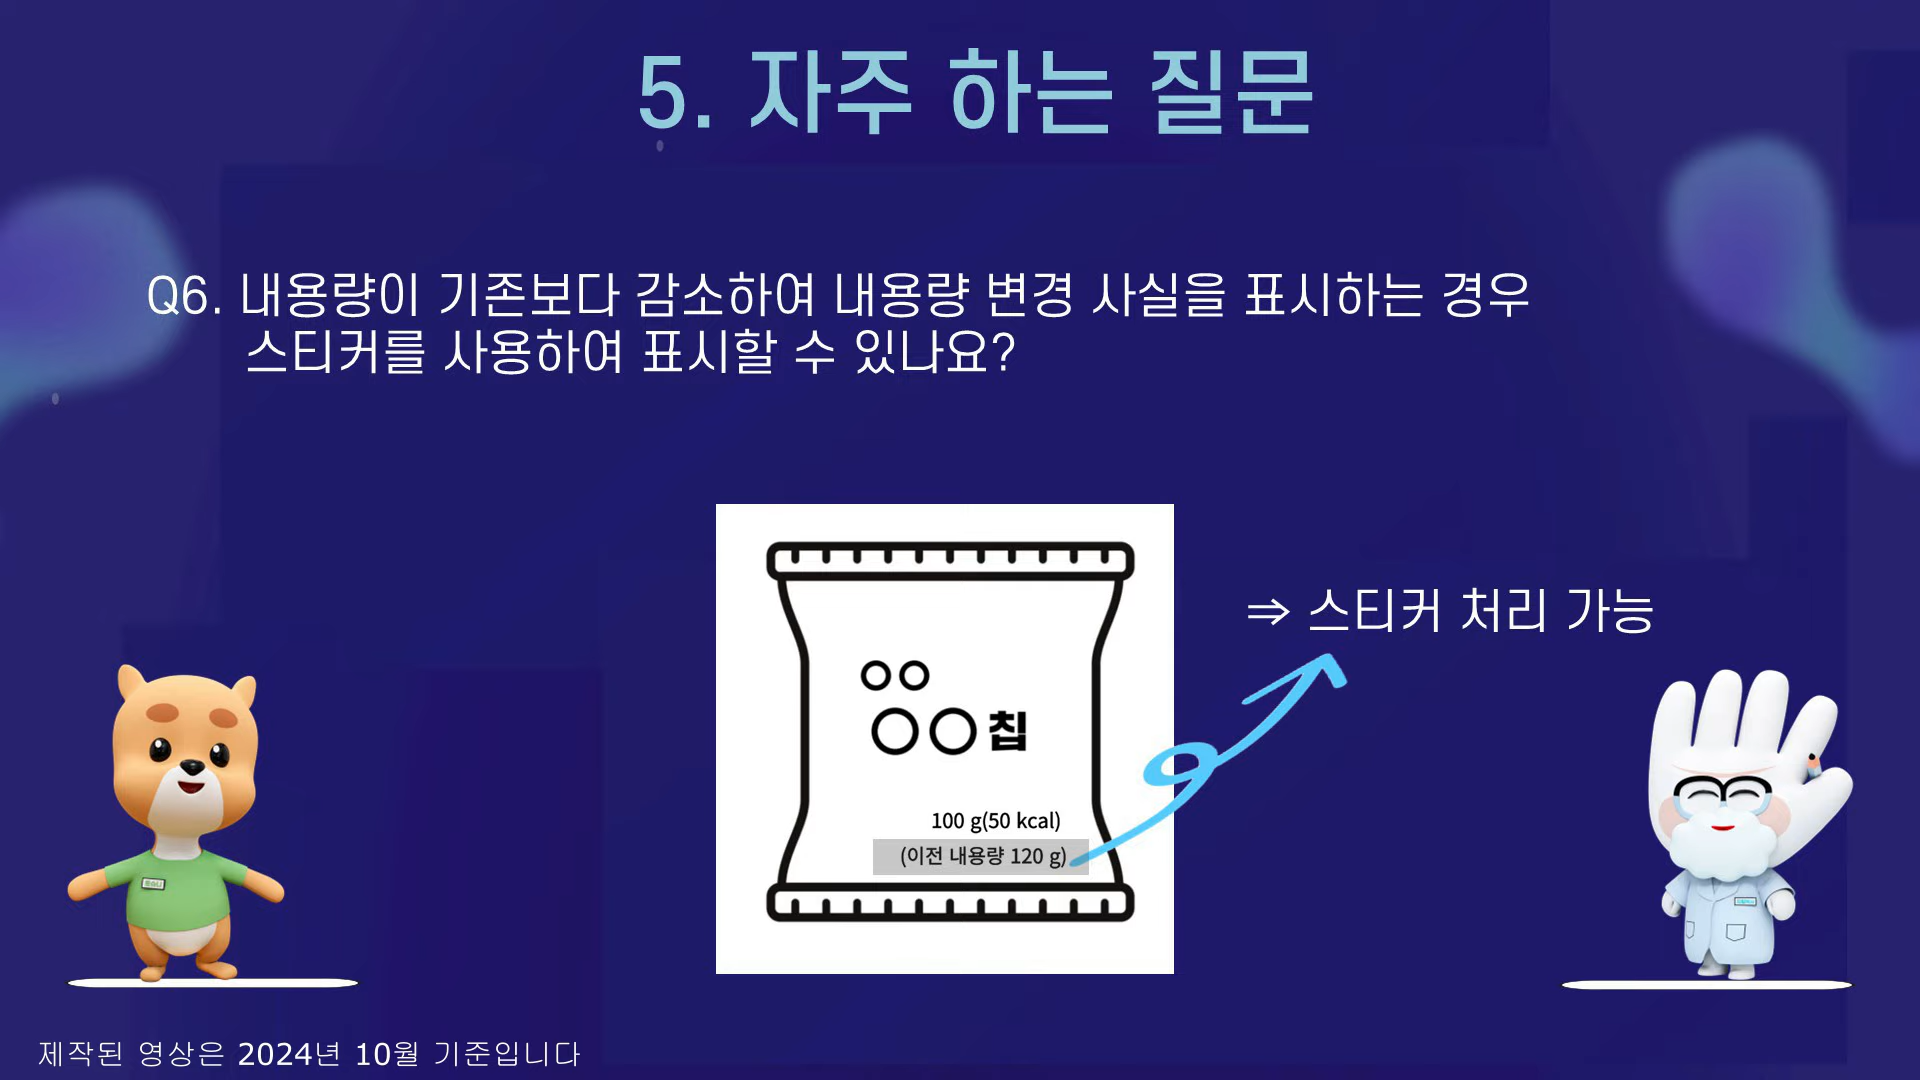 5. 자주 하는 질문
Q6. 내용량이 기존보다 감소하여 내용량 변경 사실을 표시하는 경우
스티커를 사용하여 표시할 수 있나요?
⇒ 스티커 처리 가능
○○
○○칩
100 g(50 kcal)
(이전 내용량 120 g)
제작된 영상은 2024년 10월 기준입니다